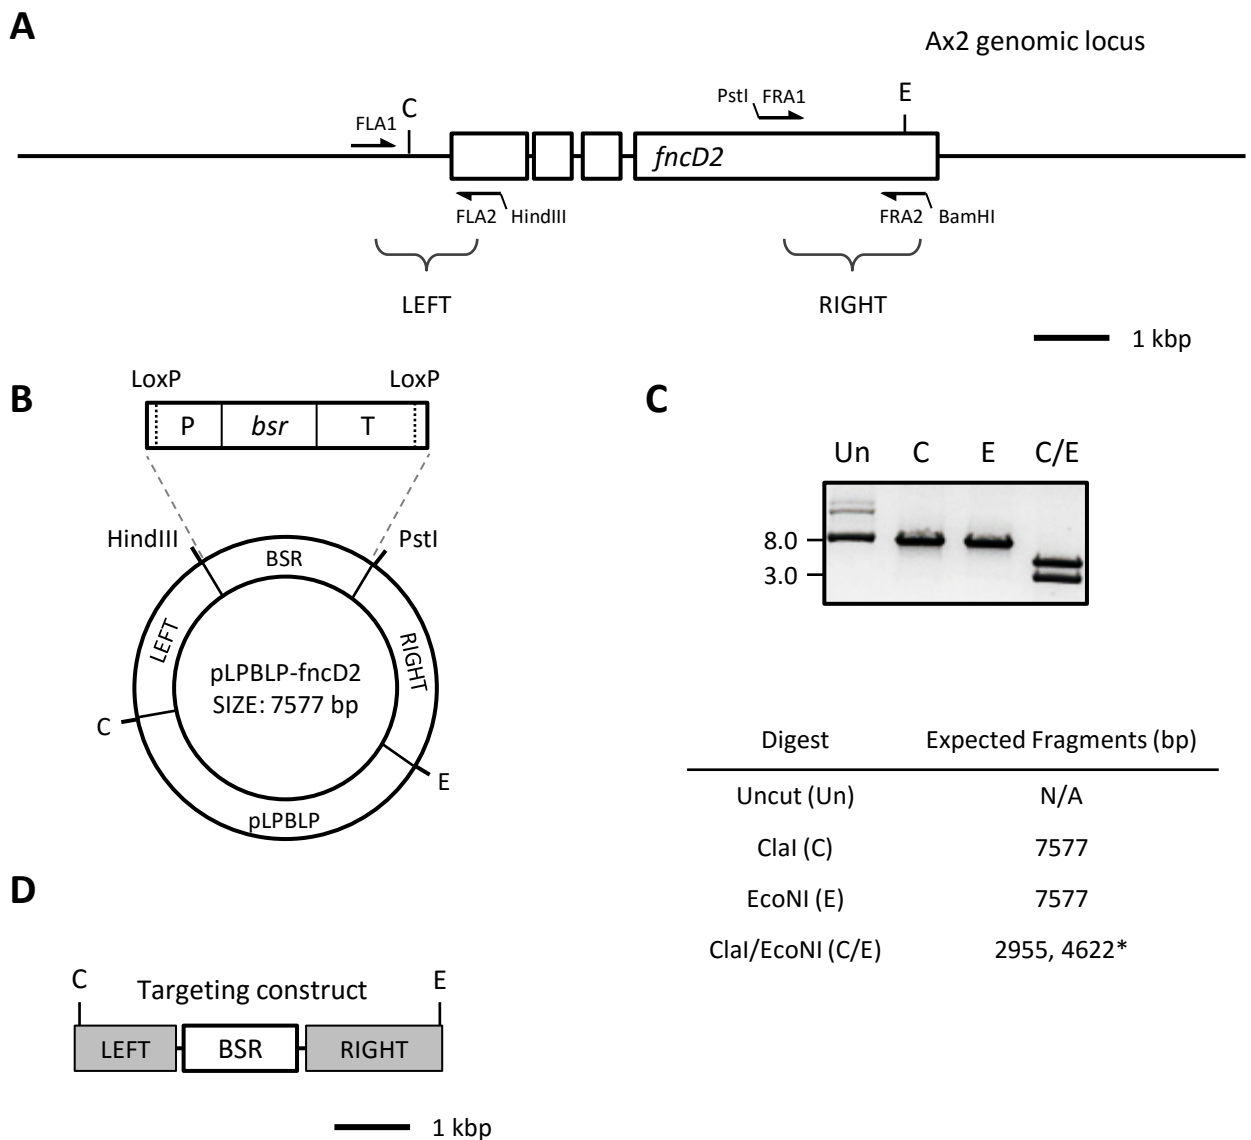 A
Ax2 genomic locus
FLA1
C
PstI
FRA1
E
fncD2
FLA2
HindIII
FRA2
BamHI
LEFT
RIGHT
1 kbp
B
LoxP
LoxP
P
bsr
T
HindIII
PstI
BSR
LEFT
RIGHT
pLPBLP-fncD2
SIZE: 7577 bp
C
E
pLPBLP
C
Un C E C/E
8.0
3.0
Digest Expected Fragments (bp)
Uncut (Un) N/A
ClaI (C) 7577
EcoNI (E) 7577
ClaI/EcoNI (C/E) 2955, 4622*
D
C
Targeting construct
E
LEFT
BSR
RIGHT
1 kbp